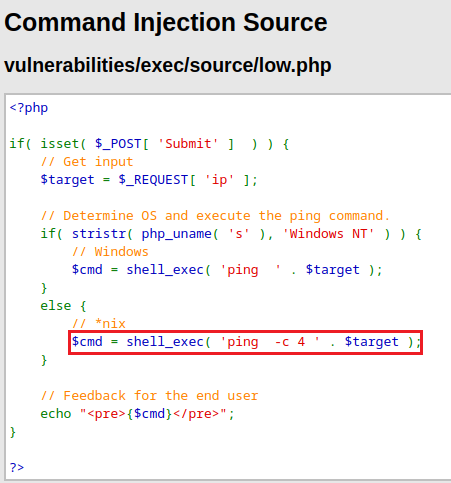 Command Injection Source
vulnerabilities/exec/source/low.php
<?php
if( isset( $_POST[ 'Submit' ]  ) ) {
    // Get input
    $target = $_REQUEST[ 'ip' ];
    // Determine OS and execute the ping command.
    if( stristr( php_uname( 's' ), 'Windows NT' ) ) {
        // Windows
        $cmd = shell_exec( 'ping  ' . $target );
    }
    else {
        // *nix
        $cmd = shell_exec( 'ping  -c 4 ' . $target );
    }
    // Feedback for the end user
    echo "<pre>{$cmd}</pre>";
}
?>